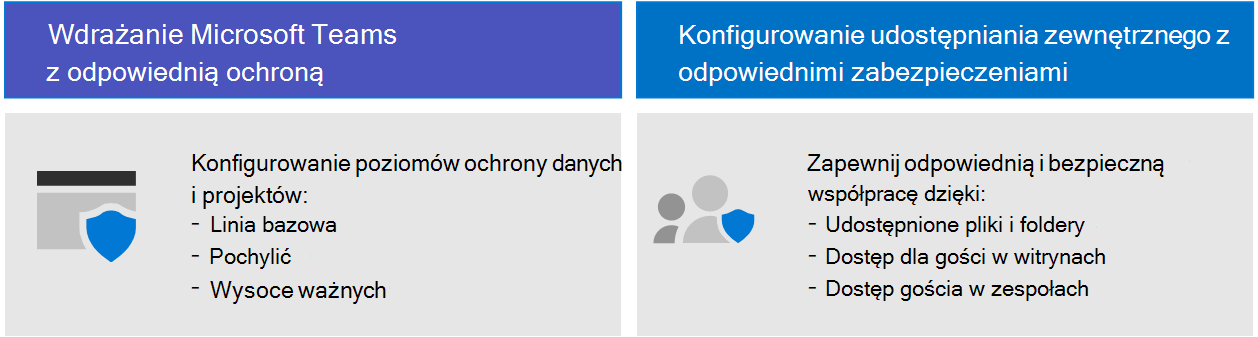 Wdrażanie Microsoft Teams
z odpowiednią ochroną
Konfigurowanie poziomów ochrony danych
i projektów:
- Linia bazowa
- Pochylić
- Wysoce ważnych
Konfigurowanie udostępniania zewnętrznego z
odpowiednimi zabezpieczeniami
Zapewnij odpowiednią i bezpieczną
współpracę dzięki:
- Udostępnione pliki i foldery
- Dostęp dla gości w witrynach
- Dostęp gościa w zespołach